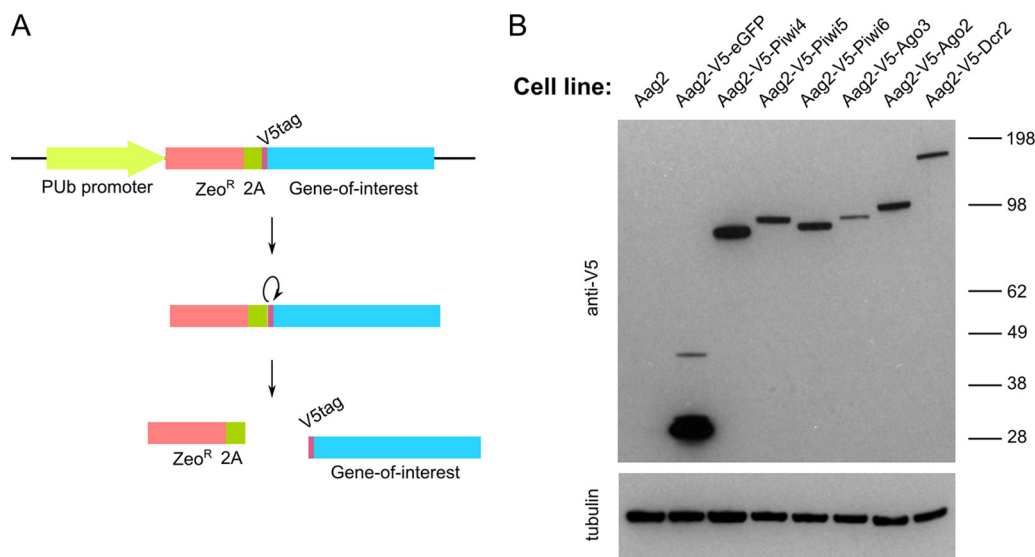 A
V5tag
PUb promoter
Zeo^R 2A Gene-of-interest
V5tag
Zeo^R 2A
Gene-of-interest
B
Cell line:
Aag2
Aag2-V5-eGFP
Aag2-V5-Piwi4
Aag2-V5-Piwi5
Aag2-V5-Piwi6
Aag2-V5-Ago3
Aag2-V5-Ago2
Aag2-V5-Dcr2
anti-V5
198
98
62
49
38
28
tubulin